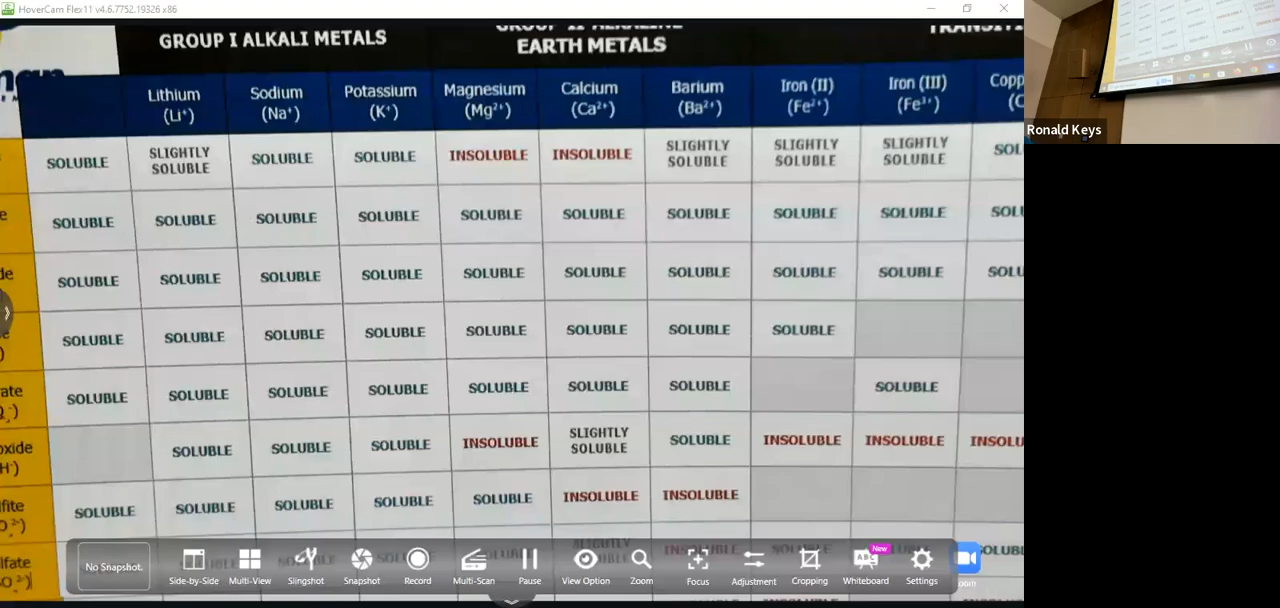 HoverCam Flex11 v4.6.7752.19326 x86
GROUP I ALKALI METALS
EARTH METALS
Lithium Sodium Potassium Magnesium Calcium Barium Iron (II) Iron (III)
(Li⁺) (Na⁺) (K⁺) (Mg²⁺) (Ca²⁺) (Ba²⁺) (Fe²⁺) (Fe³⁺)
SOLUBLE SLIGHTLY SOLUBLE SOLUBLE SOLUBLE INSOLUBLE INSOLUBLE SLIGHTLY SOLUBLE SLIGHTLY SOLUBLE SLIGHTLY SOLUBLE
SOLUBLE SOLUBLE SOLUBLE SOLUBLE SOLUBLE SOLUBLE SOLUBLE SOLUBLE SOLUBLE
SOLUBLE SOLUBLE SOLUBLE SOLUBLE SOLUBLE SOLUBLE SOLUBLE SOLUBLE SOLUBLE
SOLUBLE SOLUBLE SOLUBLE SOLUBLE SOLUBLE SOLUBLE SOLUBLE SOLUBLE
SOLUBLE SOLUBLE SOLUBLE SOLUBLE SOLUBLE SOLUBLE SOLUBLE SOLUBLE
SOLUBLE SOLUBLE SOLUBLE INSOLUBLE SLIGHTLY SOLUBLE SOLUBLE INSOLUBLE INSOLUBLE
SOLUBLE SOLUBLE SOLUBLE SOLUBLE SOLUBLE INSOLUBLE INSOLUBLE
No Snapshot.
Side-by-Side Multi-View Slingshot Snapshot Record Multi-Scan Pause View Option Zoom Focus Adjustment Cropping Whiteboard Settings
New
Ronald Keys